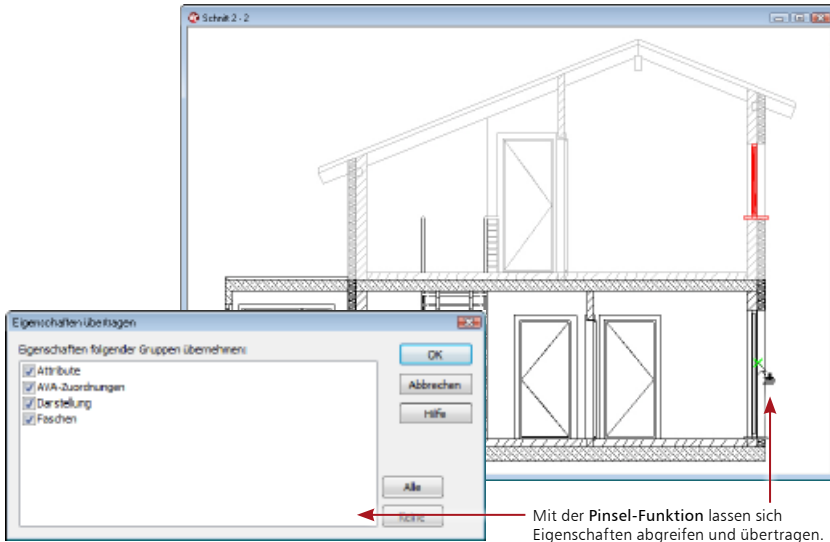 Schnitt 2 - 2
Eigenschaften übertragen
Eigenschaften folgender Gruppen übernehmen:
Attribute
AVA-Zuordnungen
Darstellung
Faschen
OK
Abbrechen
Hilfe
Alle
Keine
Mit der Pinsel-Funktion lassen sich
Eigenschaften abgreifen und übertragen.